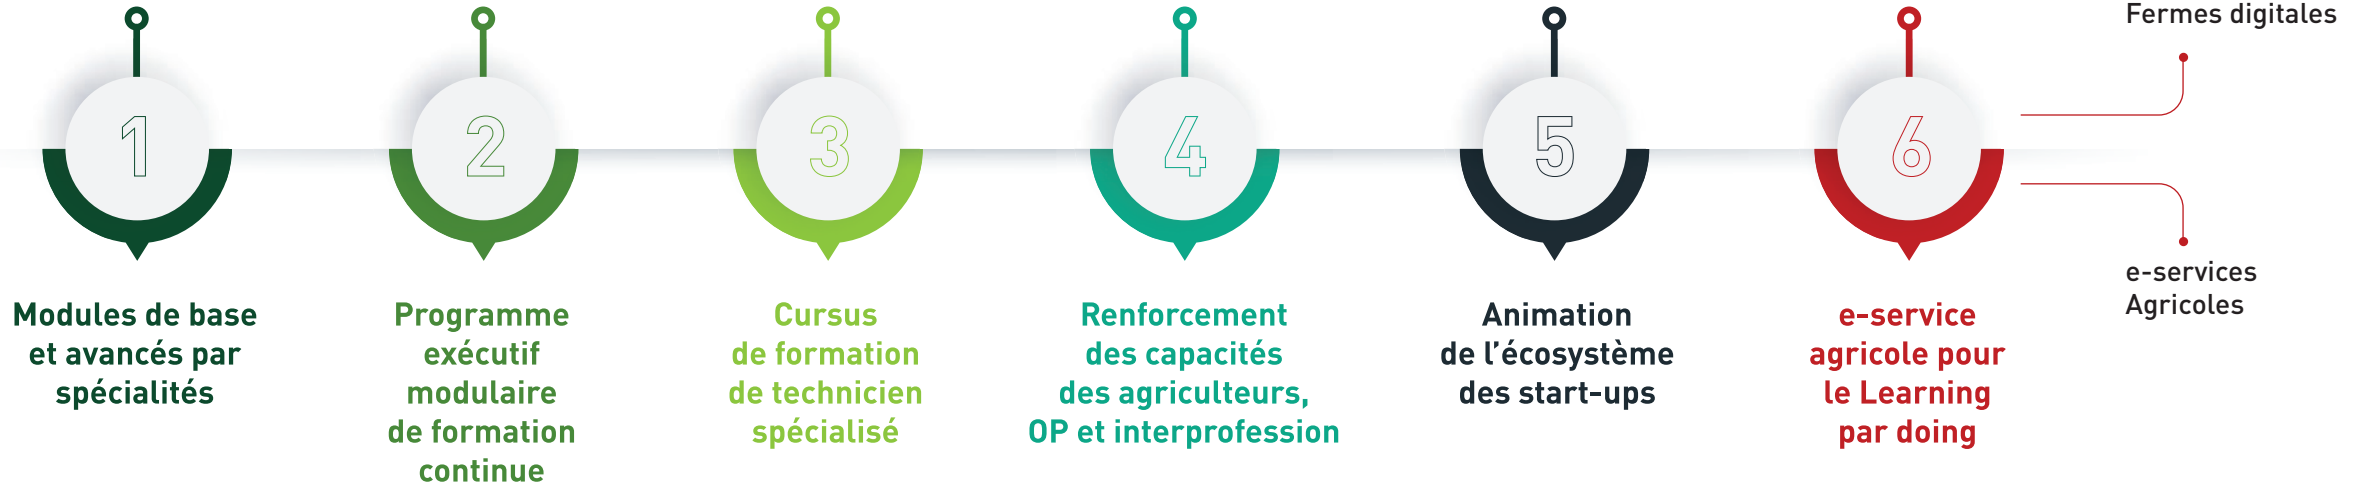 1
Modules de base
et avancés par
spécialités
2
Programme
exécutif
modulaire
de formation
continue
3
Cursus
de formation
de technicien
spécialisé
4
Renforcement
des capacités
des agriculteurs,
OP et interprofession
5
Animation
de l’écosystème
des start-ups
6
e-service
agricole pour
le Learning
par doing
Fermes digitales
e-services
Agricoles